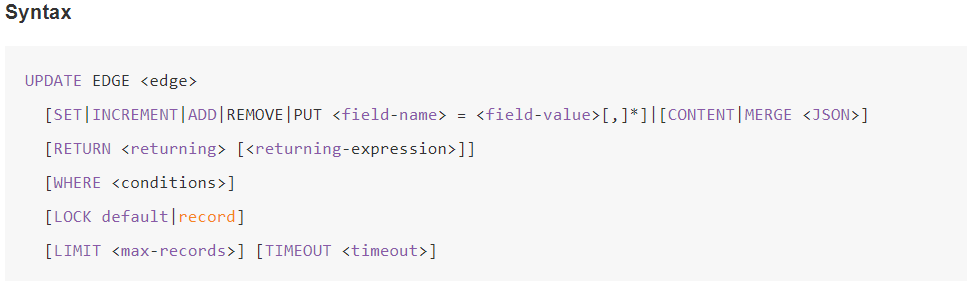 Syntax
UPDATE EDGE <edge>
[SET|INCREMENT|ADD|REMOVE|PUT <field-name> = <field-value>[,]*]|[CONTENT|MERGE <JSON>]
[RETURN <returning> [<returning-expression>]]
[WHERE <conditions>]
[LOCK default|record]
[LIMIT <max-records>] [TIMEOUT <timeout>]